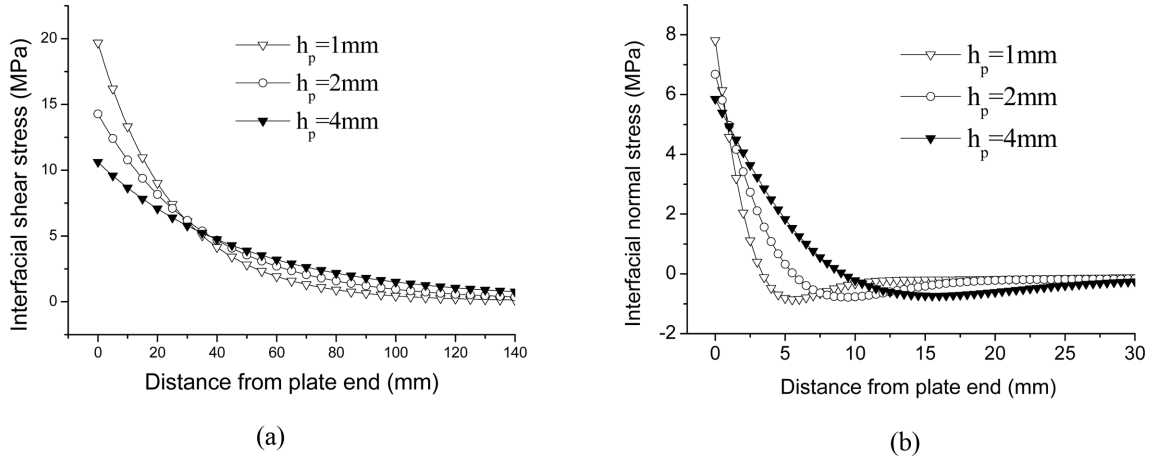 Interfacial shear stress (MPa)
20
15
10
5
0
0 20 40 60 80 100 120 140
Distance from plate end (mm)
h_p=1mm
h_p=2mm
h_p=4mm
(a)
Interfacial normal stress (MPa)
8
6
4
2
0
-2
0 5 10 15 20 25 30
Distance from plate end (mm)
h_p=1mm
h_p=2mm
h_p=4mm
(b)